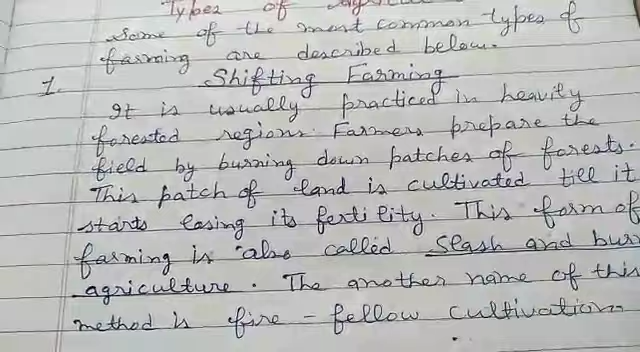 Types of
Some of the most common types of
farming are described below.
1. Shifting Farming
It is usually practiced in heavily
forested regions. Farmers prepare the
field by burning down patches of forests.
This patch of land is cultivated till it
starts losing its fertility. This form of
farming is also called slash and burn
agriculture. The another name of this
method is fire - fellow cultivation